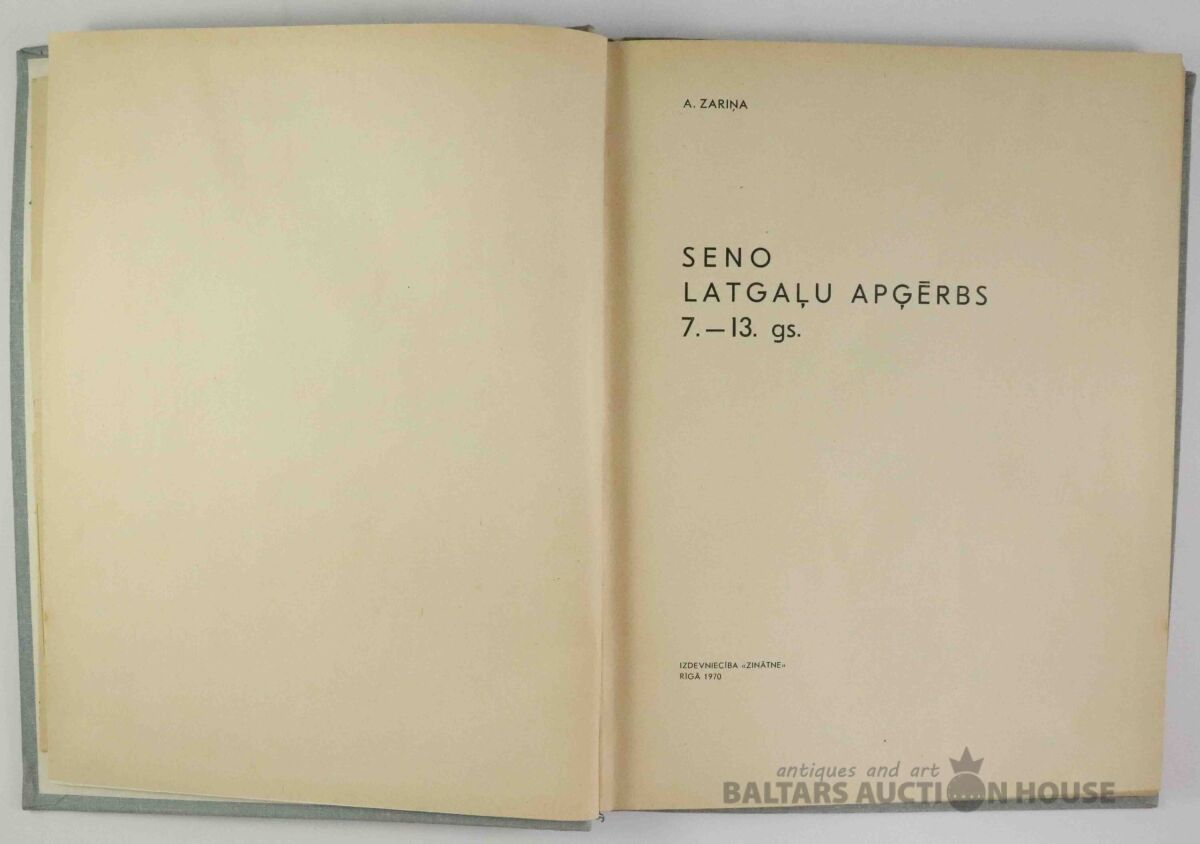 A. ZARIŅA
SENO
LATGAĻU APĢĒRBS
7.—13. gs.
IZDEVNIECĪBA «ZINĀTNE»
RĪGĀ 1970
antiques and art
BALTARS AUCTION HOUSE